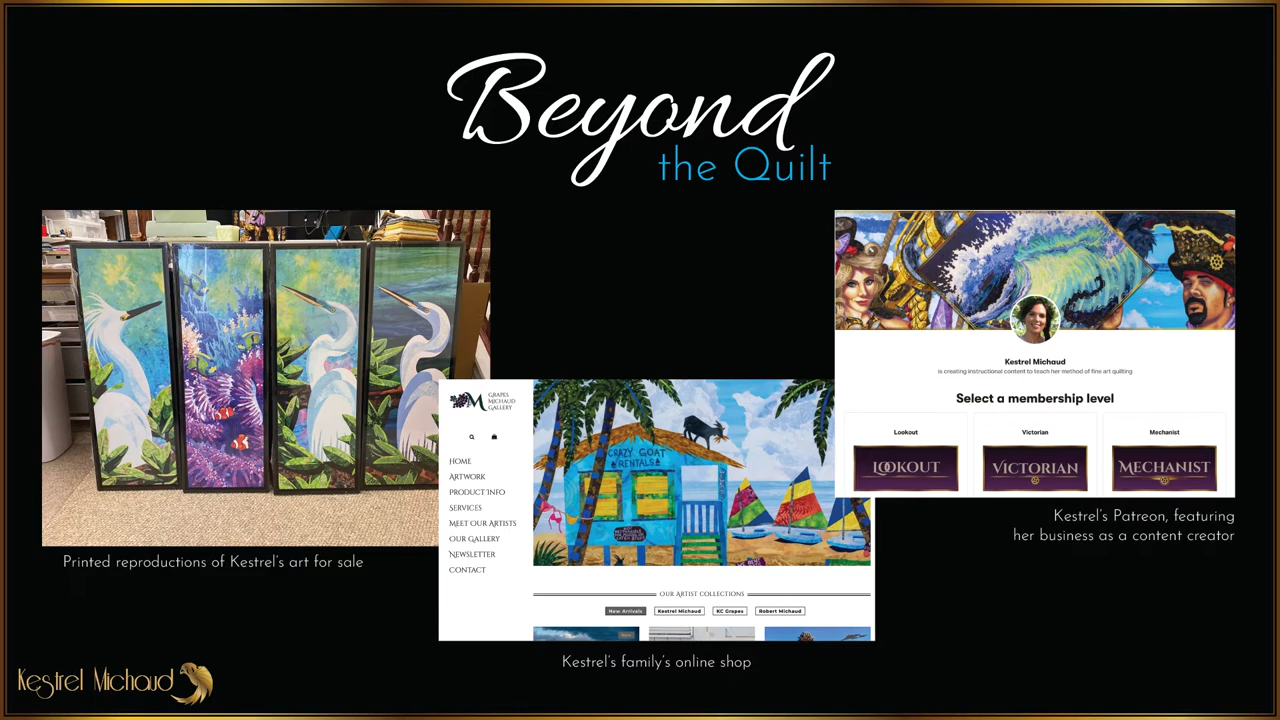 Beyond
the Quilt
Printed reproductions of Kestrel's art for sale
GRAPES
MICHAUD
GALLERY
HOME
ARTWORK
PRODUCT INFO
SERVICES
MEET OUR ARTISTS
OUR GALLERY
NEWSLETTER
CONTACT
CRAZY GOAT
RENTALS
OUR ARTIST COLLECTIONS
New Arrivals
Kestrel Michaud
KC Grapes
Robert Michaud
Kestrel's family's online shop
Kestrel Michaud
is creating instructional content to teach her method of fine art quilting
Select a membership level
Lookout
Victorian
Mechanist
LOOKOUT
VICTORIAN
MECHANIST
Kestrel's Patreon, featuring
her business as a content creator
Kestrel Michaud